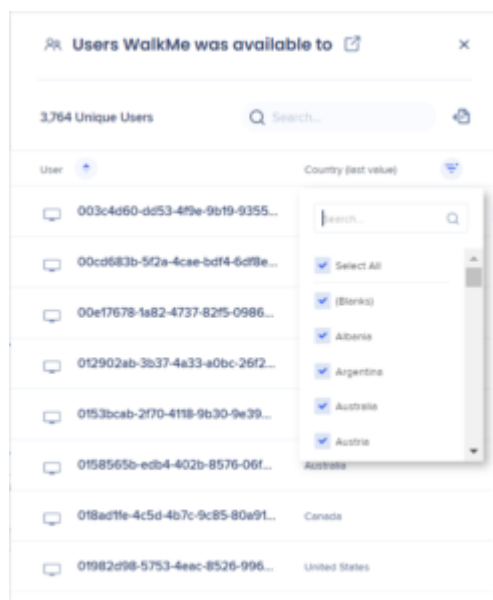 Users WalkMe was available to
3,764 Unique Users
Search...
User
Country (last value)
003c4d60-dd53-4f9e-9b19-9355...
Search...
00cd683b-5f2a-4cae-bdf4-6df8e...
Select All
00e17678-1a82-4737-82f5-0986...
(Blanks)
Albania
012902ab-3b37-4a33-a0bc-26f2...
Argentina
0153bcab-2f70-4118-9b30-9e39...
Australia
Austria
0158565b-edb4-402b-8576-06f...
Australia
018ad1fe-4c5d-4b7c-9c85-80a91...
Canada
01982d98-5753-4eac-8526-996...
United States